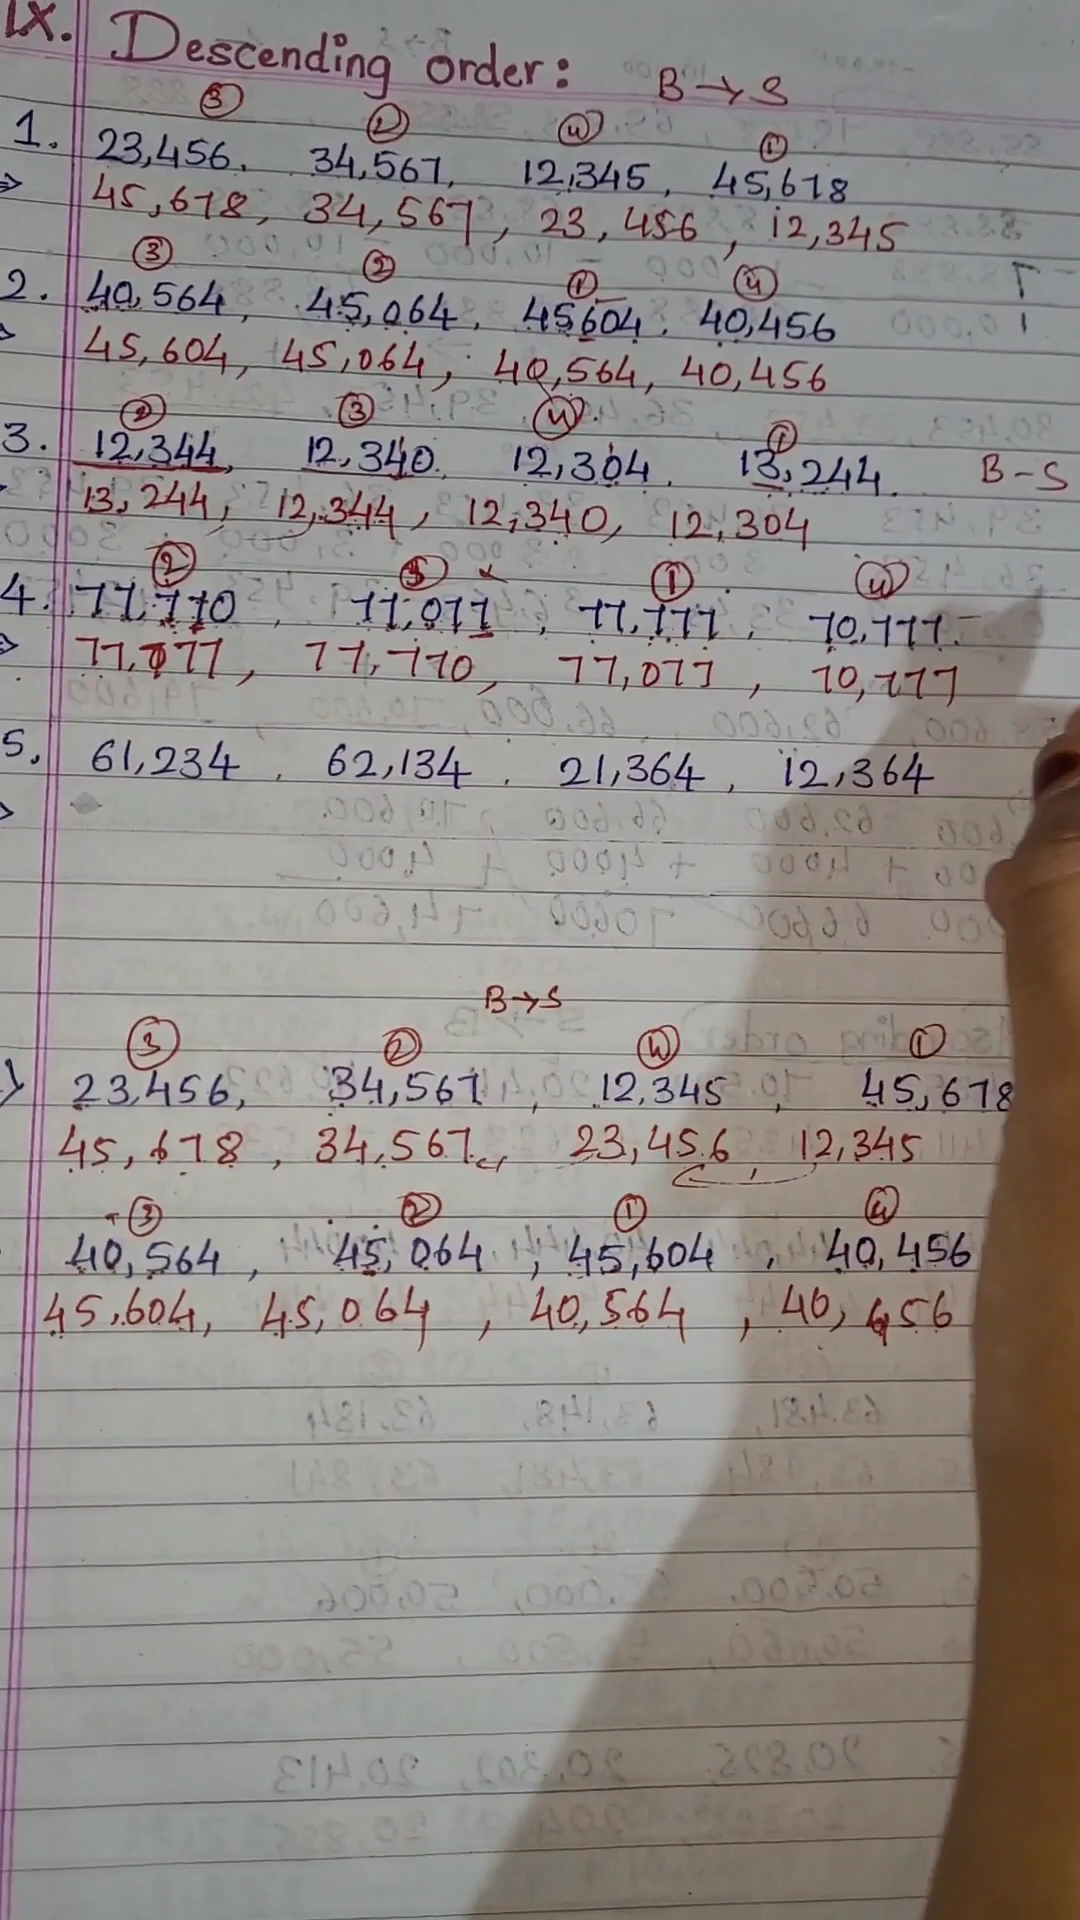 IX. Descending order: B→S
③ ② ④ ①
1. 23,456, 34,567, 12,345, 45,678
⇒ 45,678, 34,567, 23,456, 12,345
③ ② ① ④
2. 40,564, 45,064, 45604, 40,456
45,604, 45,064, 40,564, 40,456
② ③ ④ ①
3. 12,344, 12,340, 12,304, 13,244. B-S
13,244, 12,344, 12,340, 12,304
② ③ ① ④
4. 77,770, 77,077, 77,777, 70,777.
⇒ 77,777, 77,770, 77,077, 70,777
5. 61,234, 62,134, 21,364, 12,364
B→S
③ ② ④ ①
23,456, 34,567, 12,345, 45,678
45,678, 34,567, 23,456, 12,345
③ ② ① ④
40,564, 45,064, 45,604, 40,456
45,604, 45,064, 40,564, 40,456